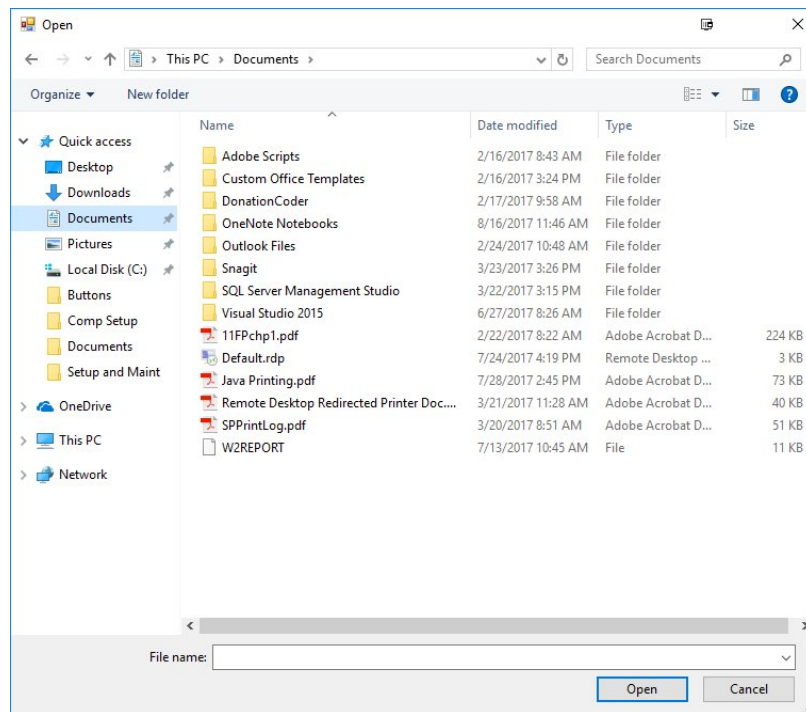 Open
This PC > Documents >
Search Documents
Organize
New folder
Name
Date modified
Type
Size
Quick access
Desktop
Downloads
Documents
Pictures
Local Disk (C:)
Buttons
Comp Setup
Documents
Setup and Maint
OneDrive
This PC
Network
Adobe Scripts 2/16/2017 8:43 AM File folder
Custom Office Templates 2/16/2017 3:24 PM File folder
DonationCoder 2/17/2017 9:58 AM File folder
OneNote Notebooks 8/16/2017 11:46 AM File folder
Outlook Files 2/24/2017 10:48 AM File folder
Snagit 3/23/2017 3:26 PM File folder
SQL Server Management Studio 3/22/2017 3:15 PM File folder
Visual Studio 2015 6/27/2017 8:26 AM File folder
11FPchp1.pdf 2/22/2017 8:22 AM Adobe Acrobat D... 224 KB
Default.rdp 7/24/2017 4:19 PM Remote Desktop ... 3 KB
Java Printing.pdf 7/28/2017 2:45 PM Adobe Acrobat D... 73 KB
Remote Desktop Redirected Printer Doc.... 3/21/2017 11:28 AM Adobe Acrobat D... 40 KB
SPPrintLog.pdf 3/20/2017 8:51 AM Adobe Acrobat D... 51 KB
W2REPORT 7/13/2017 10:45 AM File 11 KB
File name:
Open
Cancel